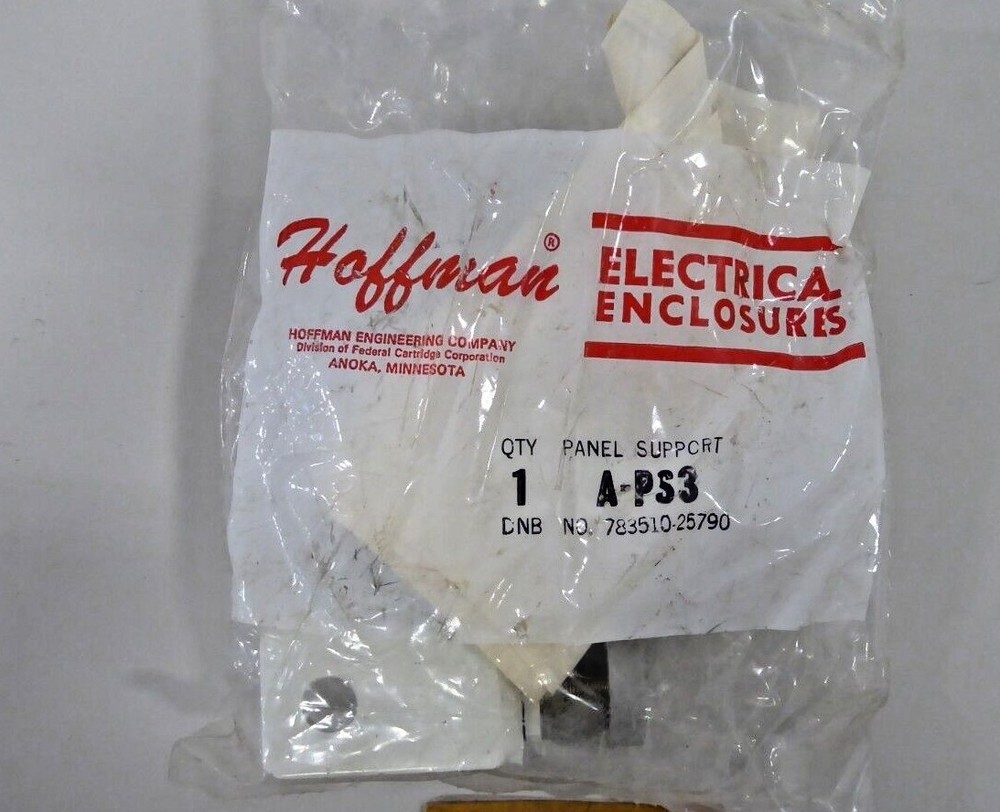 Hoffman®
ELECTRICAL
ENCLOSURES
HOFFMAN ENGINEERING COMPANY
Division of Federal Cartridge Corporation
ANOKA, MINNESOTA
QTY PANEL SUPPORT
1 A-PS3
DNB NO. 783510-25790